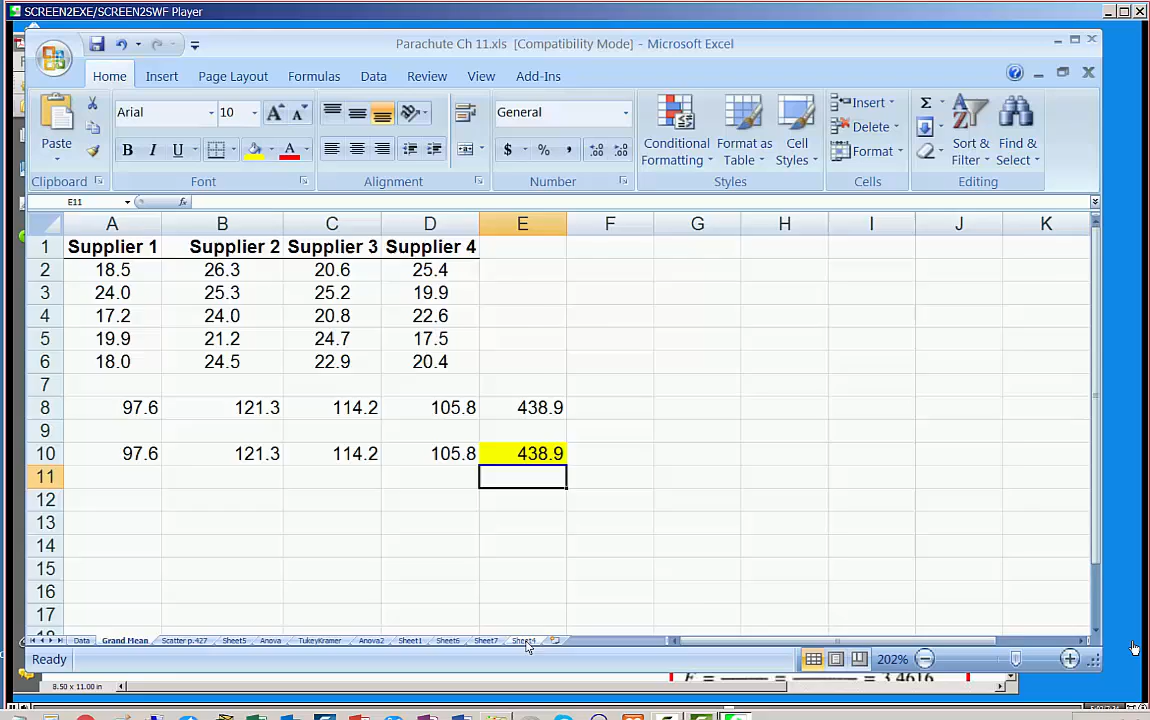 SCREEN2EXE/SCREEN2SWF Player
Parachute Ch 11.xls [Compatibility Mode] - Microsoft Excel
Home Insert Page Layout Formulas Data Review View Add-Ins
Arial 10 General Insert Σ
Paste B I U A $ % , Conditional Formatting Format as Table Cell Styles Delete Format Sort & Filter Find & Select
Clipboard Font Alignment Number Styles Cells Editing
E11 fx
A B C D E F G H I J K
1 Supplier 1 Supplier 2 Supplier 3 Supplier 4
2 18.5 26.3 20.6 25.4
3 24.0 25.3 25.2 19.9
4 17.2 24.0 20.8 22.6
5 19.9 21.2 24.7 17.5
6 18.0 24.5 22.9 20.4
7
8 97.6 121.3 114.2 105.8 438.9
9
10 97.6 121.3 114.2 105.8 438.9
11
12
13
14
15
16
17
Data Grand Mean Scatter p.427 Sheet5 Anova TukeyKramer Anova2 Sheet1 Sheet6 Sheet7 Sheet4
Ready 202%
8.50 x 11.00 in
= 3.4616